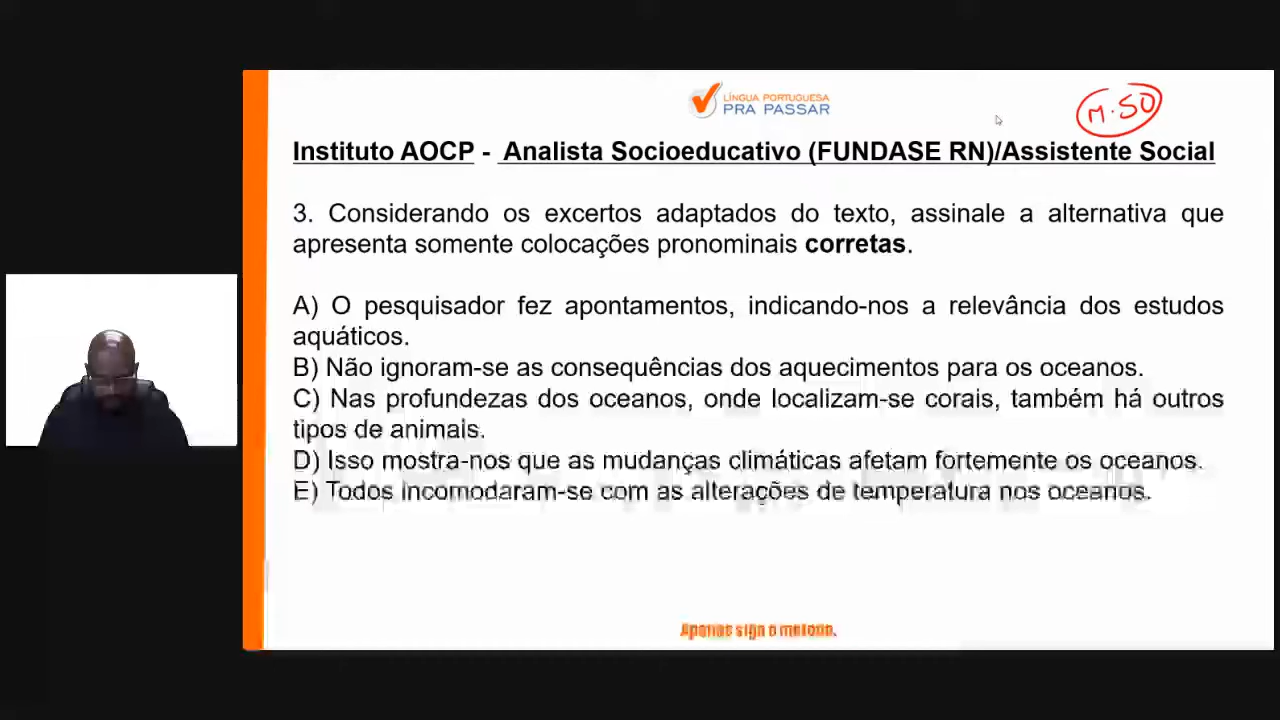 LÍNGUA PORTUGUESA
PRA PASSAR
M.50
Instituto AOCP - Analista Socioeducativo (FUNDASE RN)/Assistente Social
3. Considerando os excertos adaptados do texto, assinale a alternativa que
apresenta somente colocações pronominais corretas.
A) O pesquisador fez apontamentos, indicando-nos a relevância dos estudos
aquáticos.
B) Não ignoram-se as consequências dos aquecimentos para os oceanos.
C) Nas profundezas dos oceanos, onde localizam-se corais, também há outros
tipos de animais.
D) Isso mostra-nos que as mudanças climáticas afetam fortemente os oceanos.
E) Todos incomodaram-se com as alterações de temperatura nos oceanos.
Apenas siga o método.